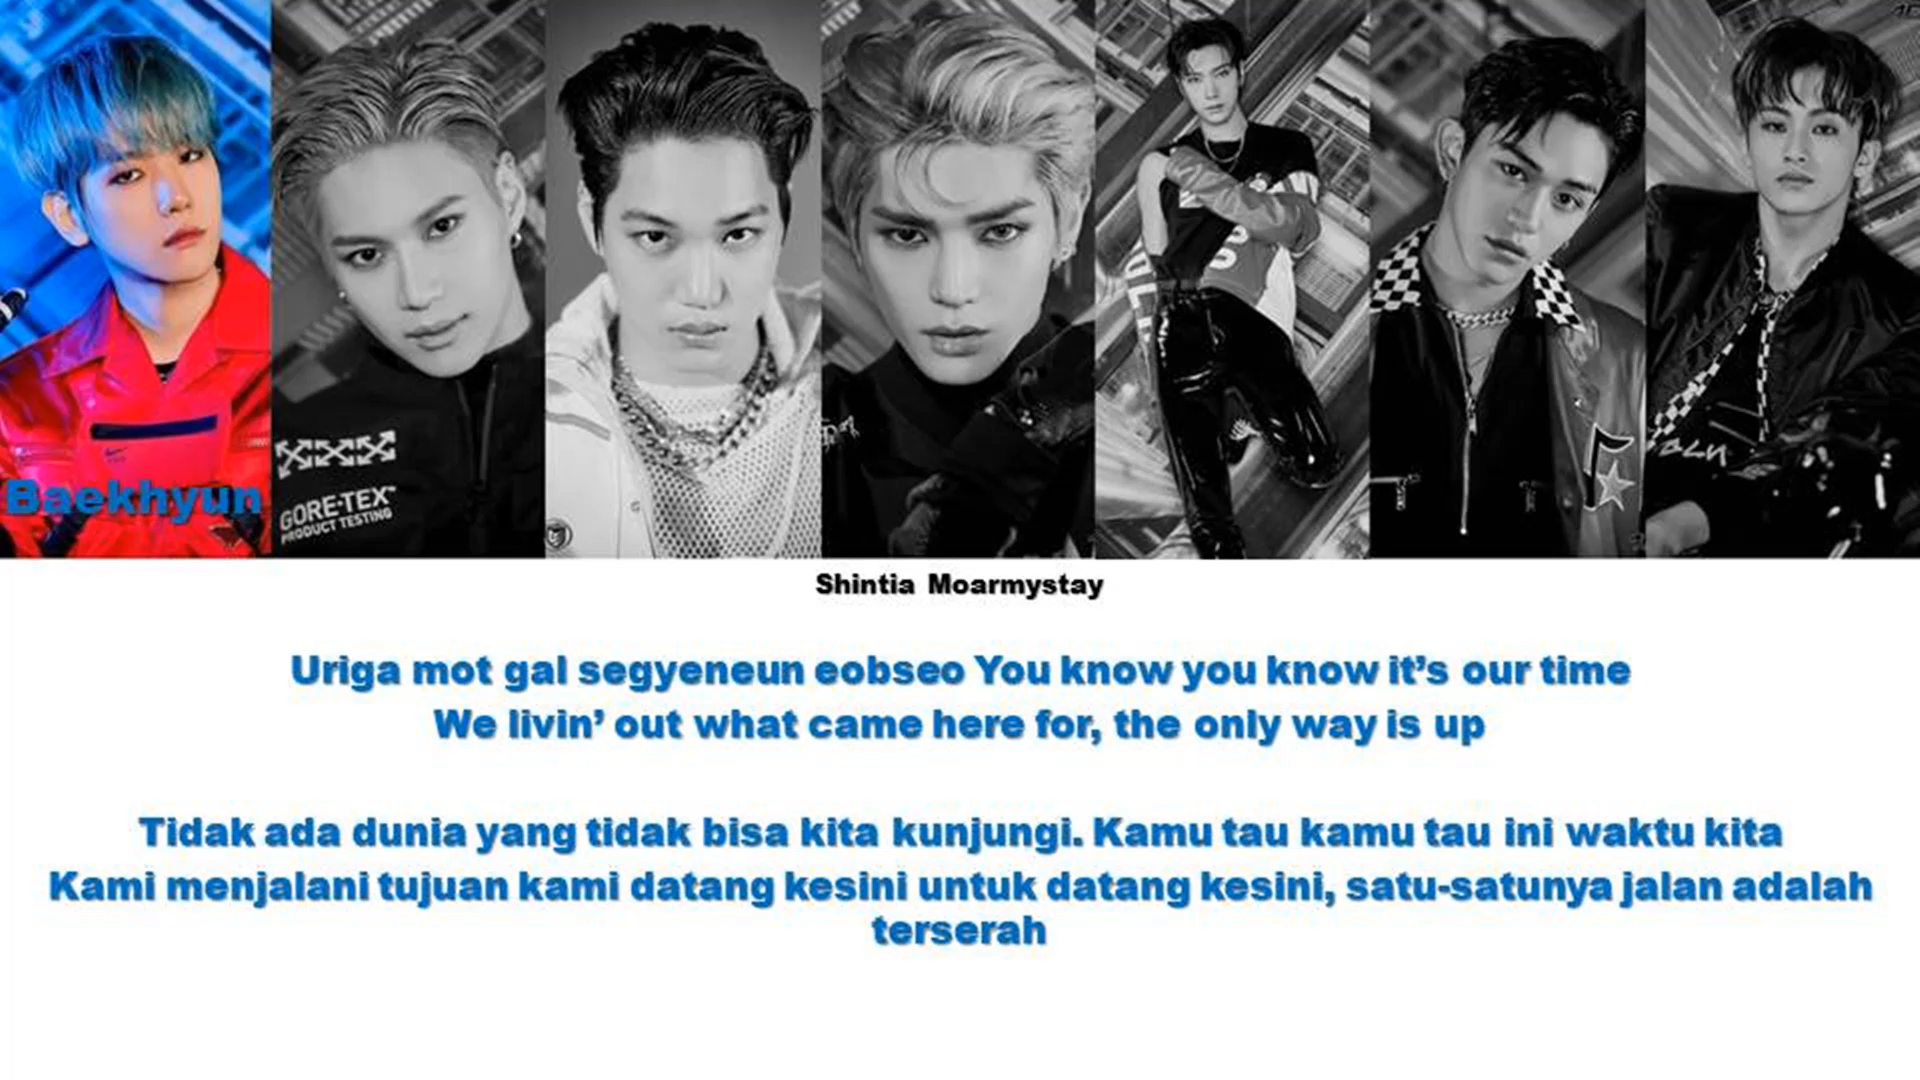 Baekhyun
GORE-TEX™
PRODUCT TESTING
Shintia Moarmystay
Uriga mot gal segyeneun eobseo You know you know it’s our time
We livin’ out what came here for, the only way is up
Tidak ada dunia yang tidak bisa kita kunjungi. Kamu tau kamu tau ini waktu kita
Kami menjalani tujuan kami datang kesini untuk datang kesini, satu-satunya jalan adalah
terserah